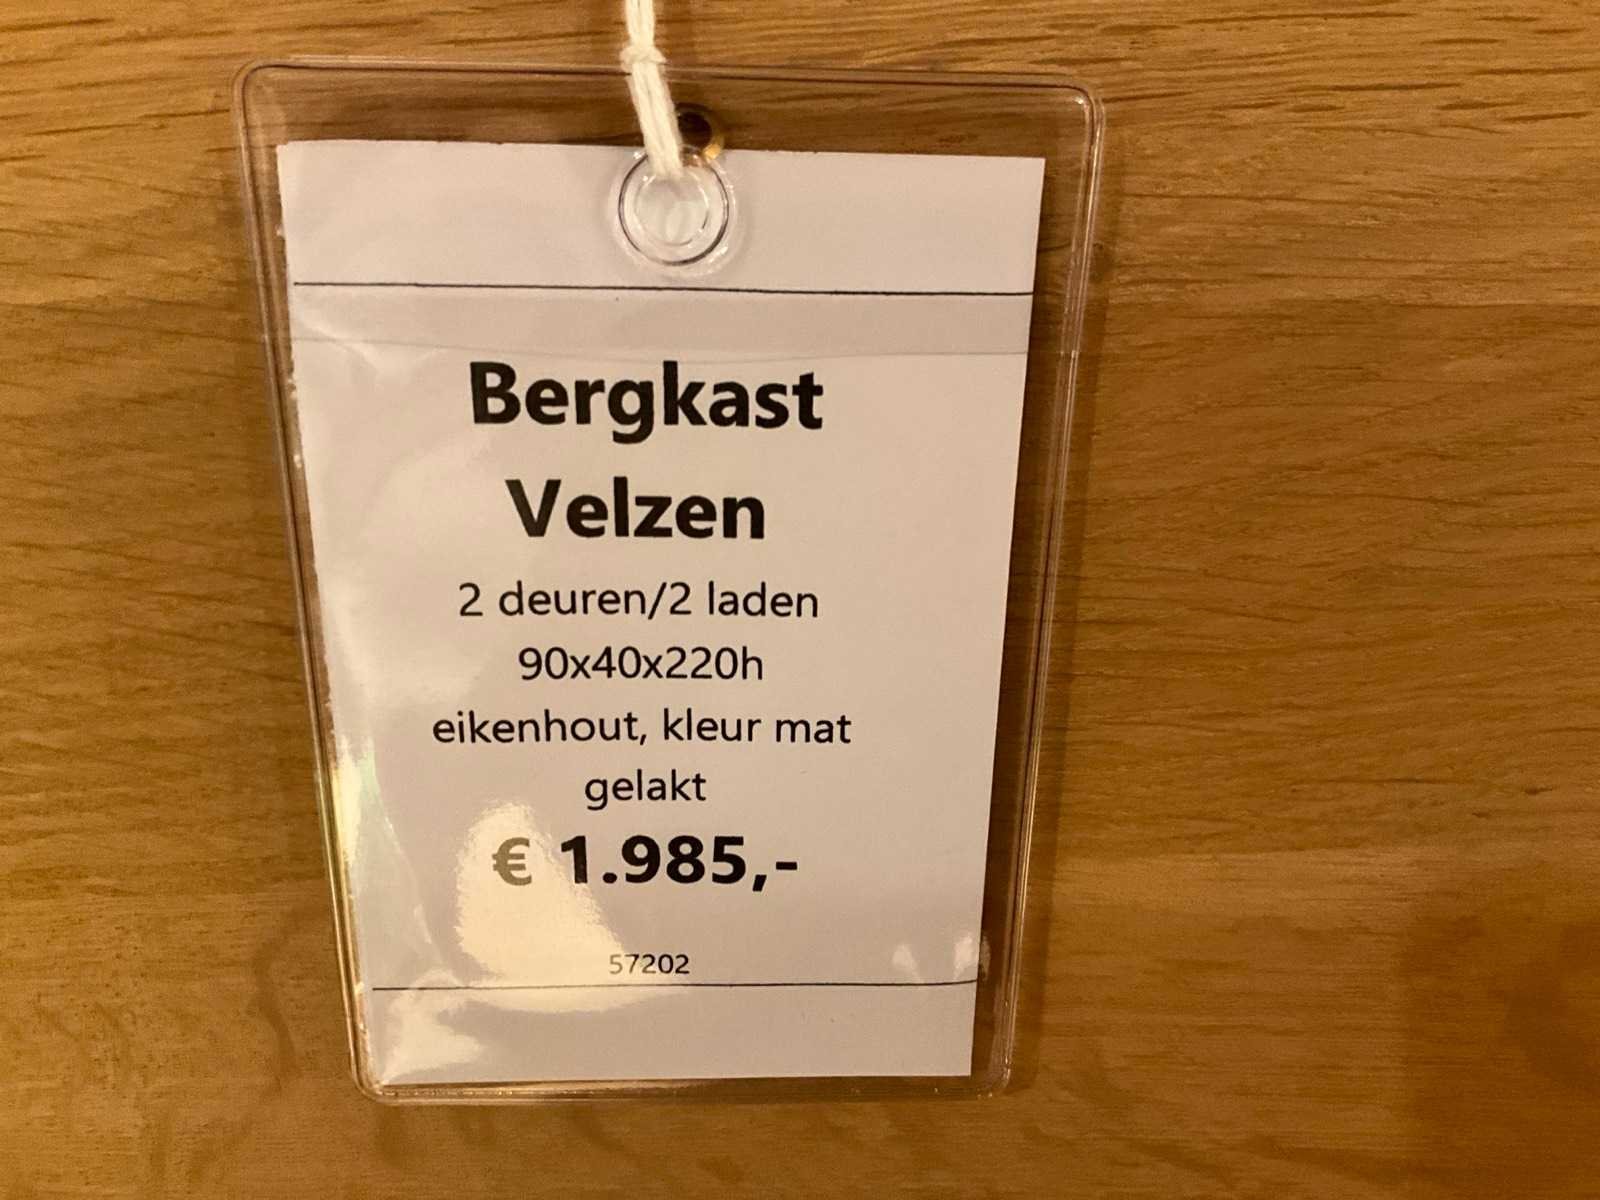 Bergkast
Velzen
2 deuren/2 laden
90x40x220h
eikenhout, kleur mat
gelakt
€ 1.985,-
57202